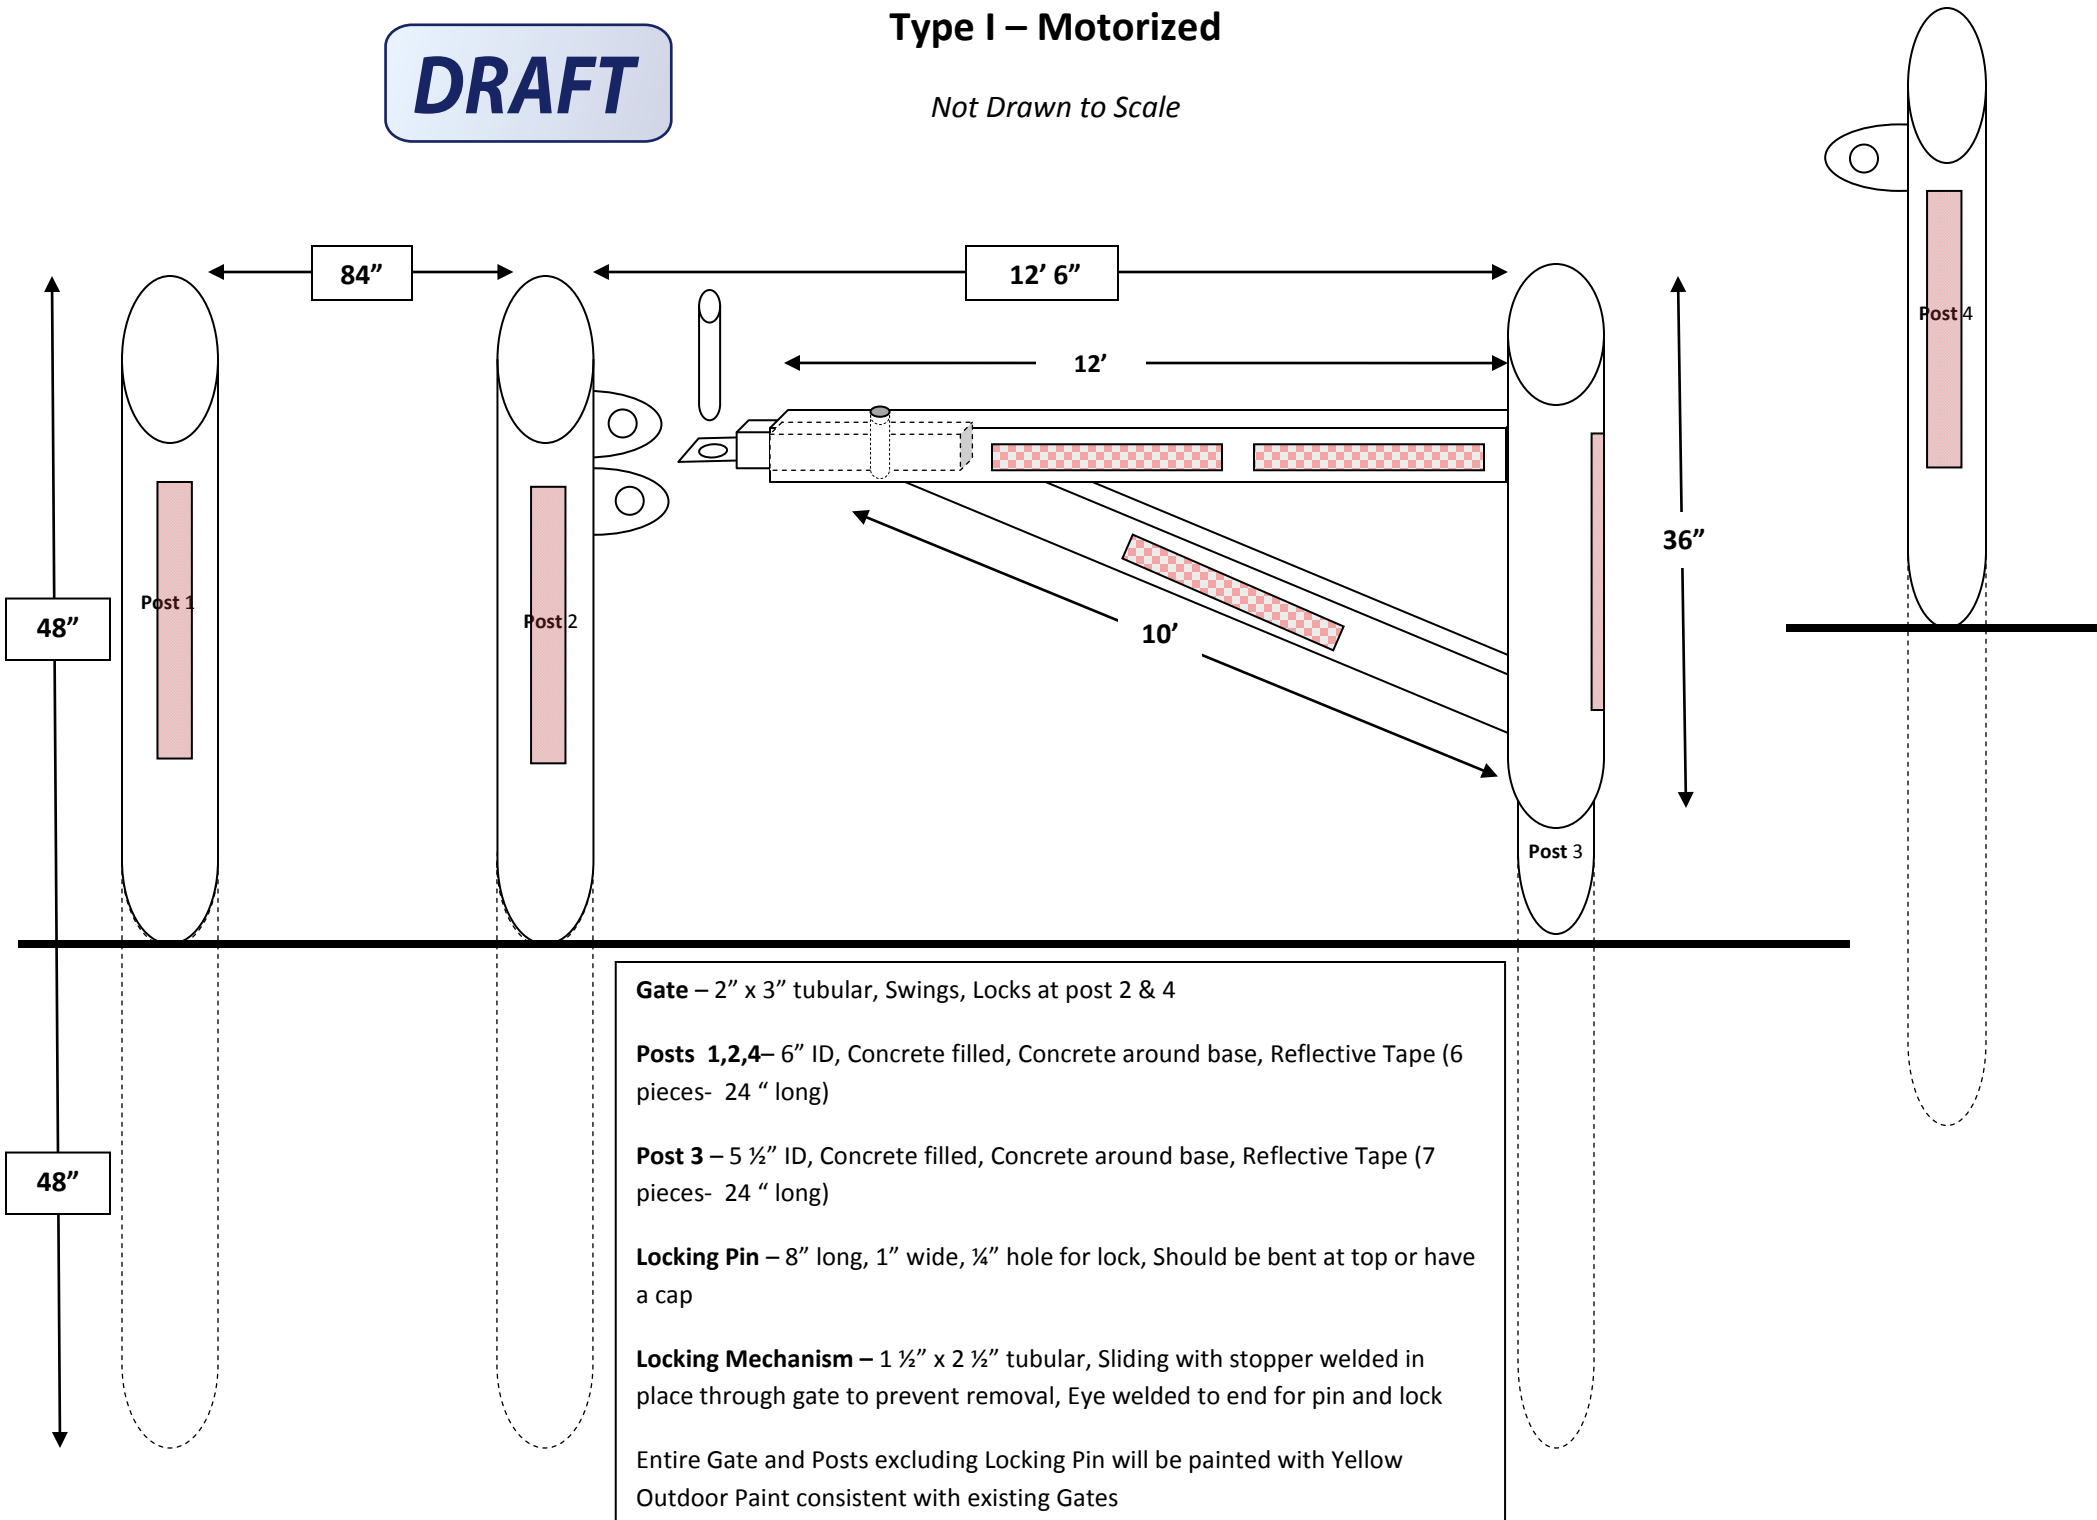 Type I – Motorized
DRAFT
Not Drawn to Scale
84”
12’ 6”
12’
Post 4
36”
Post 1
Post 2
48”
10’
Post 3
Gate – 2” x 3” tubular, Swings, Locks at post 2 & 4
Posts  1,2,4– 6” ID, Concrete filled, Concrete around base, Reflective Tape (6
pieces-  24 “ long)
Post 3 – 5 ½” ID, Concrete filled, Concrete around base, Reflective Tape (7
pieces-  24 “ long)
48”
Locking Pin – 8” long, 1” wide, ¼” hole for lock, Should be bent at top or have
a cap
Locking Mechanism – 1 ½” x 2 ½” tubular, Sliding with stopper welded in
place through gate to prevent removal, Eye welded to end for pin and lock
Entire Gate and Posts excluding Locking Pin will be painted with Yellow
Outdoor Paint consistent with existing Gates